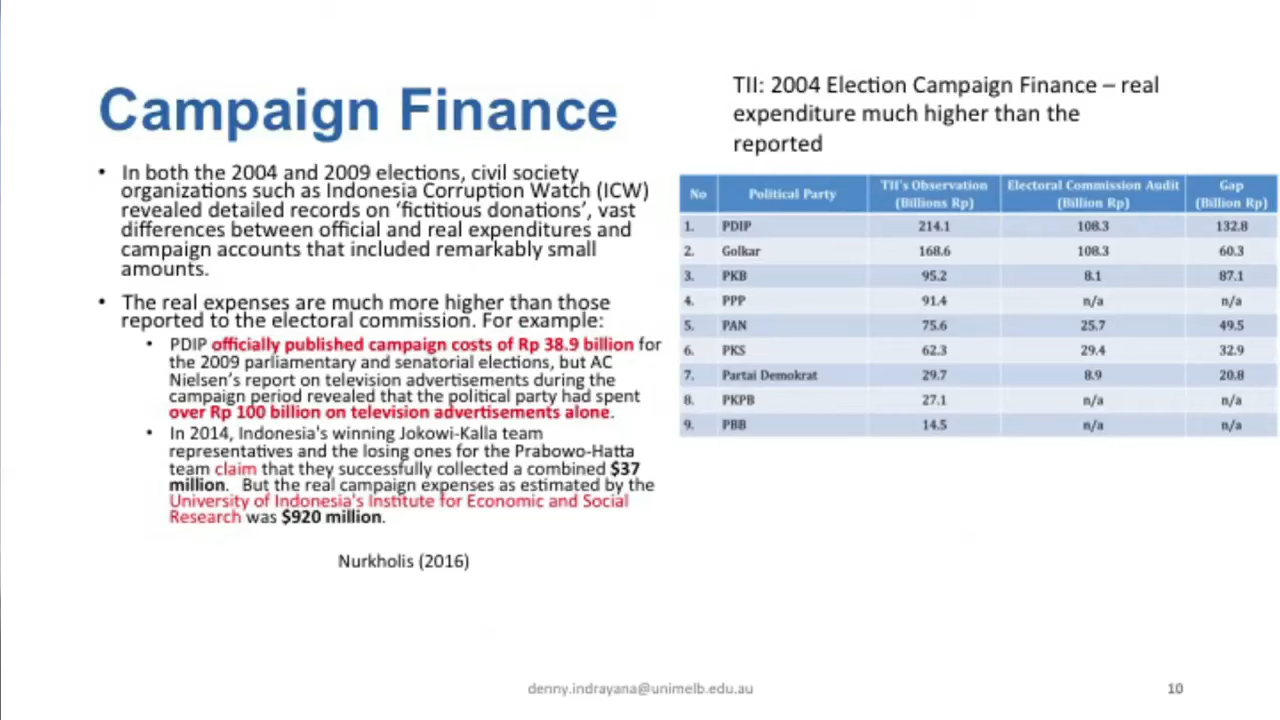 Campaign Finance
• In both the 2004 and 2009 elections, civil society
organizations such as Indonesia Corruption Watch (ICW)
revealed detailed records on ‘fictitious donations’, vast
differences between official and real expenditures and
campaign accounts that included remarkably small
amounts.
• The real expenses are much more higher than those
reported to the electoral commission. For example:
• PDIP officially published campaign costs of Rp 38.9 billion for
the 2009 parliamentary and senatorial elections, but AC
Nielsen’s report on television advertisements during the
campaign period revealed that the political party had spent
over Rp 100 billion on television advertisements alone.
• In 2014, Indonesia's winning Jokowi-Kalla team
representatives and the losing ones for the Prabowo-Hatta
team claim that they successfully collected a combined $37
million. But the real campaign expenses as estimated by the
University of Indonesia's Institute for Economic and Social
Research was $920 million.
Nurkholis (2016)
TII: 2004 Election Campaign Finance – real
expenditure much higher than the
reported
No Political Party TII's Observation (Billions Rp) Electoral Commission Audit (Billion Rp) Gap (Billion Rp)
1. PDIP 214.1 108.3 132.8
2. Golkar 168.6 108.3 60.3
3. PKB 95.2 8.1 87.1
4. PPP 91.4 n/a n/a
5. PAN 75.6 25.7 49.5
6. PKS 62.3 29.4 32.9
7. Partai Demokrat 29.7 8.9 20.8
8. PKPB 27.1 n/a n/a
9. PBB 14.5 n/a n/a
denny.indrayana@unimelb.edu.au
10